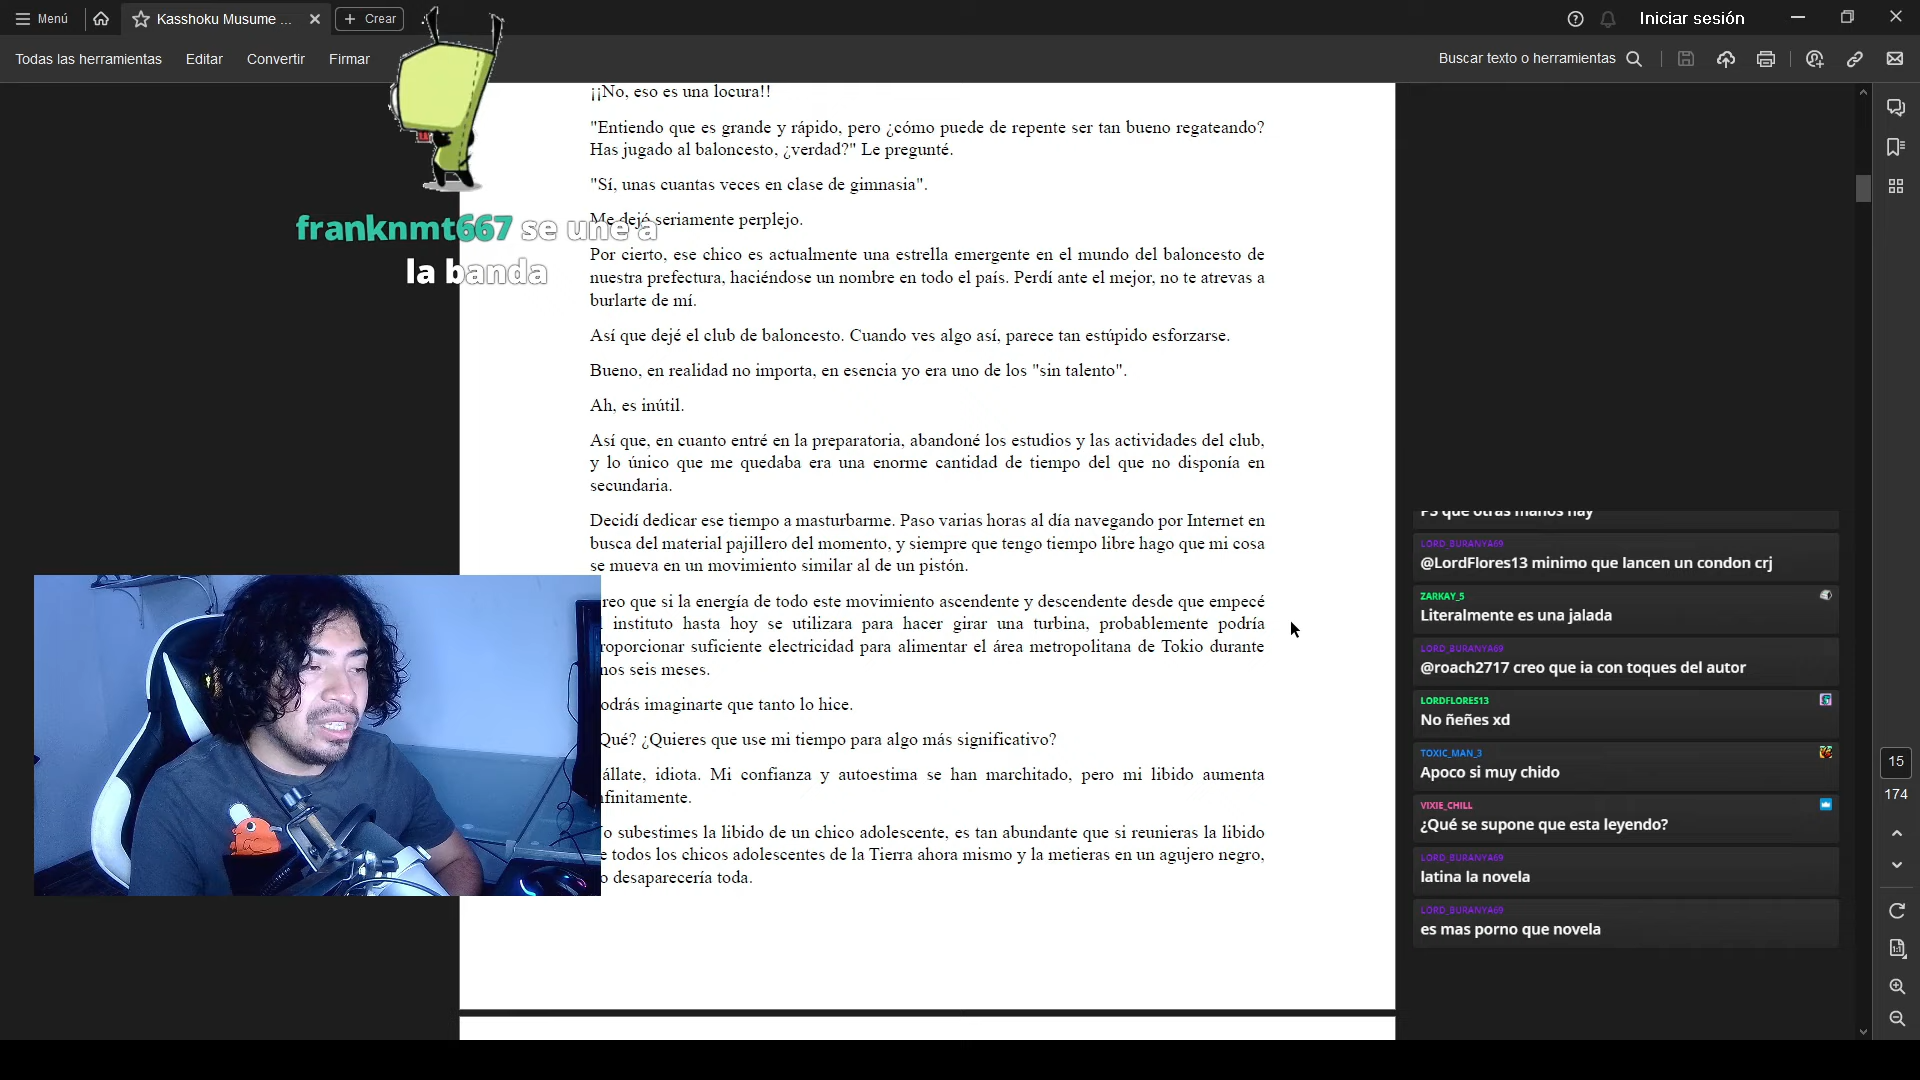 Menú
Kasshoku Musume ...
Crear
Iniciar sesión
Todas las herramientas
Editar
Convertir
Firmar
Buscar texto o herramientas
¡¡No, eso es una locura!!
"Entiendo que es grande y rápido, pero ¿cómo puede de repente ser tan bueno regateando?
Has jugado al baloncesto, ¿verdad?" Le pregunté.
"Sí, unas cuantas veces en clase de gimnasia".
Me dejó seriamente perplejo.
franknmt667 se une a
la banda
Por cierto, ese chico es actualmente una estrella emergente en el mundo del baloncesto de
nuestra prefectura, haciéndose un nombre en todo el país. Perdí ante el mejor, no te atrevas a
burlarte de mí.
Así que dejé el club de baloncesto. Cuando ves algo así, parece tan estúpido esforzarse.
Bueno, en realidad no importa, en esencia yo era uno de los "sin talento".
Ah, es inútil.
Así que, en cuanto entré en la preparatoria, abandoné los estudios y las actividades del club,
y lo único que me quedaba era una enorme cantidad de tiempo del que no disponía en
secundaria.
Decidí dedicar ese tiempo a masturbarme. Paso varias horas al día navegando por Internet en
busca del material pajillero del momento, y siempre que tengo tiempo libre hago que mi cosa
se mueva en un movimiento similar al de un pistón.
reo que si la energía de todo este movimiento ascendente y descendente desde que empecé
instituto hasta hoy se utilizara para hacer girar una turbina, probablemente podría
roporcionar suficiente electricidad para alimentar el área metropolitana de Tokio durante
nos seis meses.
odrás imaginarte que tanto lo hice.
Qué? ¿Quieres que use mi tiempo para algo más significativo?
állate, idiota. Mi confianza y autoestima se han marchitado, pero mi libido aumenta
nfinitamente.
o subestimes la libido de un chico adolescente, es tan abundante que si reunieras la libido
e todos los chicos adolescentes de la Tierra ahora mismo y la metieras en un agujero negro,
o desaparecería toda.
PS que otras manos hay
LORD_BURANYA69
@LordFlores13 minimo que lancen un condon crj
ZARKAY_5
Literalmente es una jalada
LORD_BURANYA69
@roach2717 creo que ia con toques del autor
LORDFLORES13
No ñeñes xd
TOXIC_MAN_3
Apoco si muy chido
VIXIE_CHILL
¿Qué se supone que esta leyendo?
LORD_BURANYA69
latina la novela
LORD_BURANYA69
es mas porno que novela
15
174